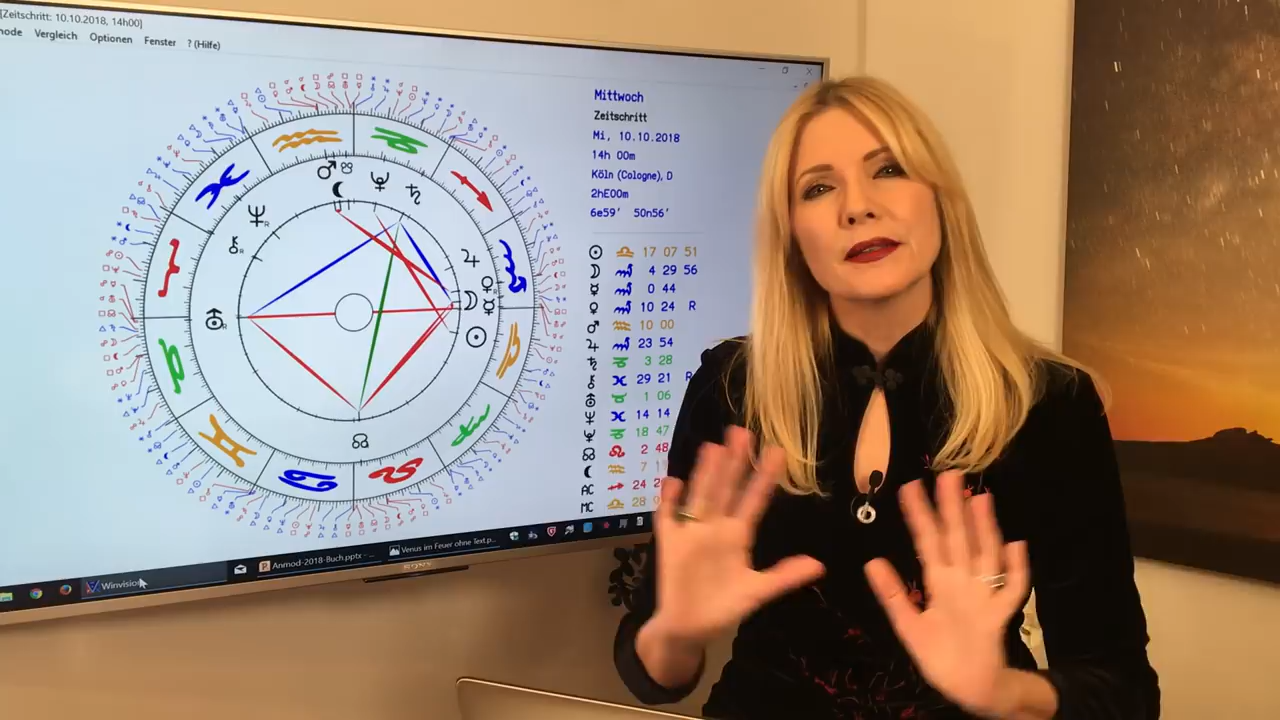 [Zeitschritt: 10.10.2018, 14h00]
Vergleich Optionen Fenster ? (Hilfe)
Mittwoch
Zeitschritt
Mi, 10.10.2018
14h 00m
Köln (Cologne), D
2hE00m
6e59' 50n56'
17 07 51
4 29 56
0 44
10 24 R
10 00
23 54
3 28
29 21 R
1 06
14 14
18 47
2 48
AC 24
MC 28
Winvision
Anmod-2018-Buch.pptx - ...
Venus im Feuer ohne Text.p...